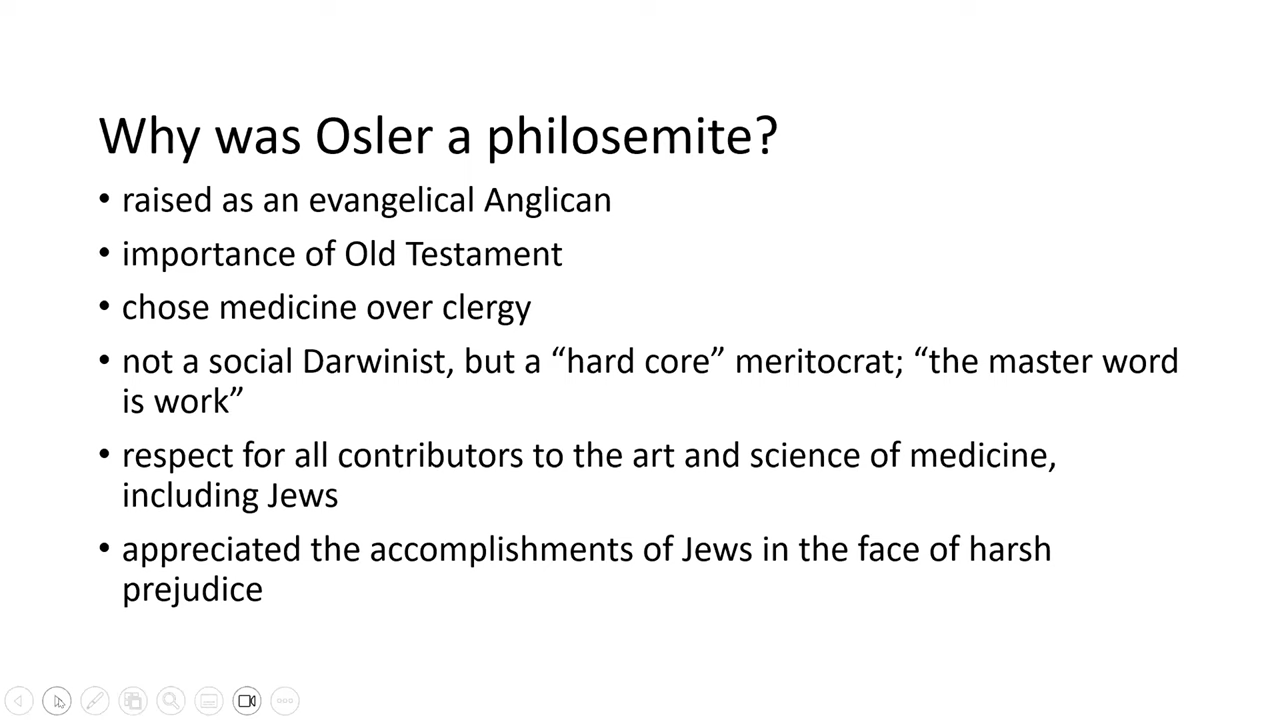 Why was Osler a philosemite?
• raised as an evangelical Anglican
• importance of Old Testament
• chose medicine over clergy
• not a social Darwinist, but a “hard core” meritocrat; “the master word
is work”
• respect for all contributors to the art and science of medicine,
including Jews
• appreciated the accomplishments of Jews in the face of harsh
prejudice